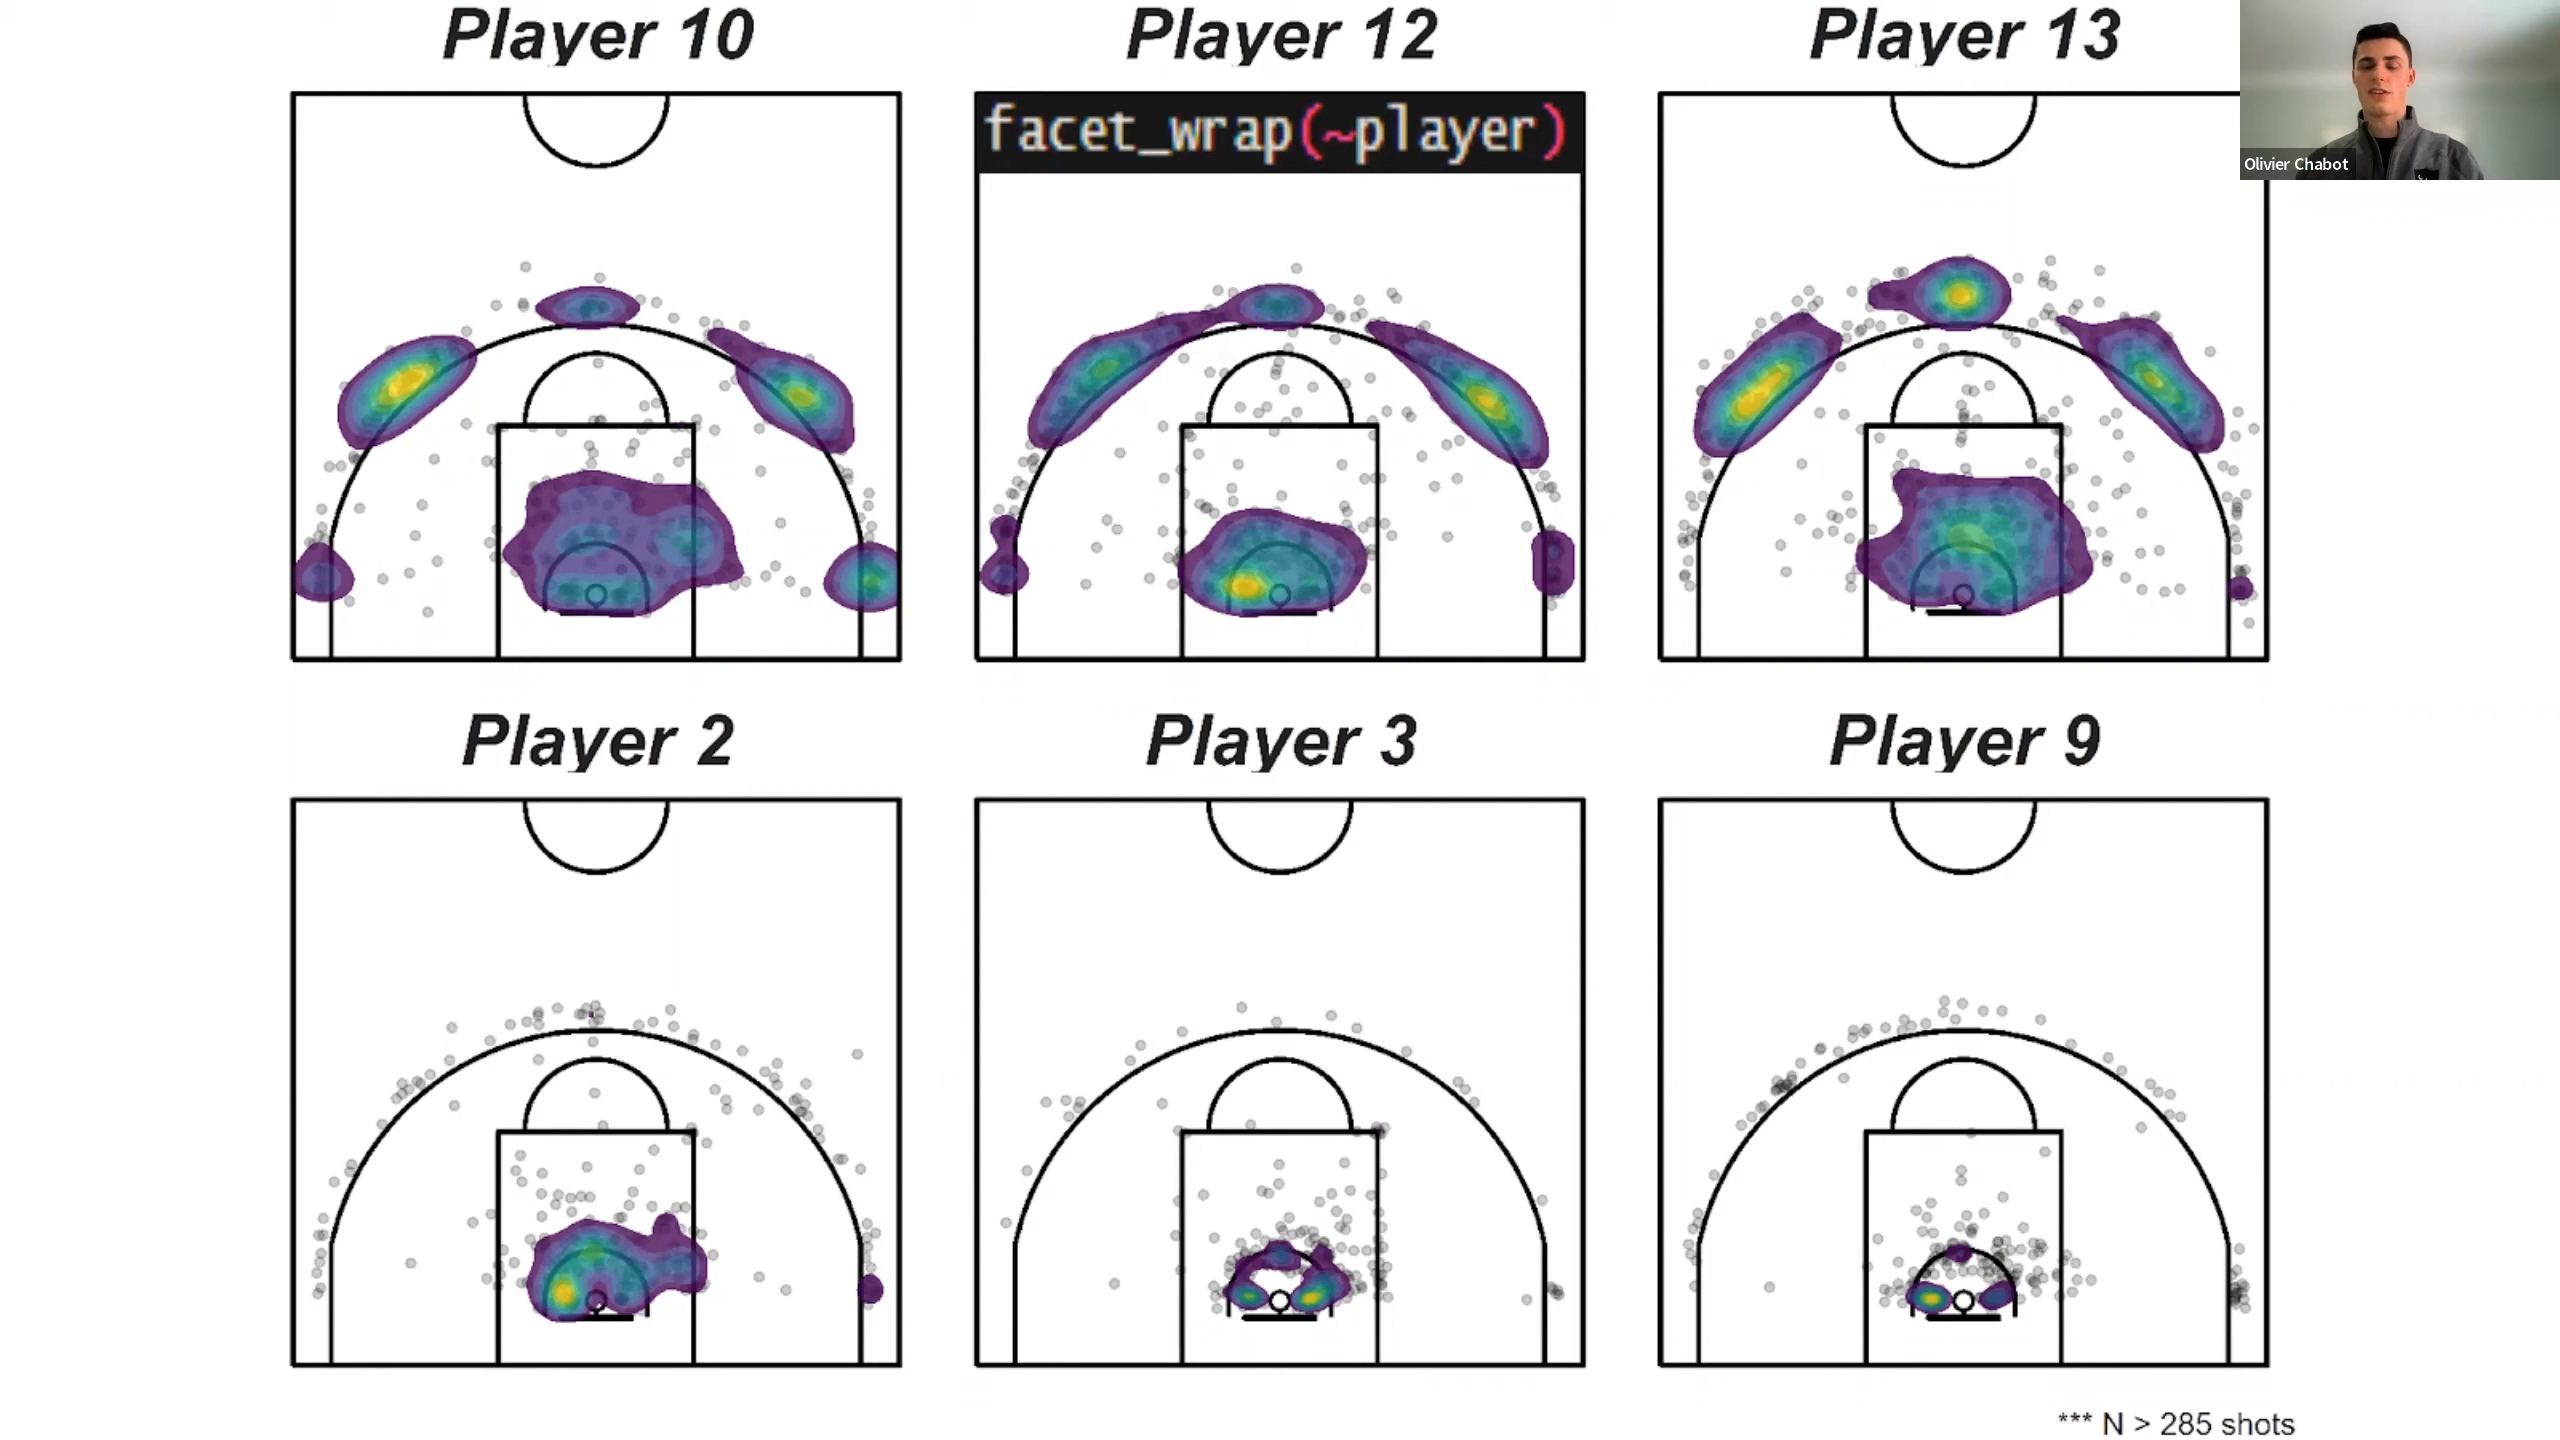 Player 10
Player 12
Player 13
facet_wrap(~player)
Olivier Chabot
Player 2
Player 3
Player 9
*** N > 285 shots